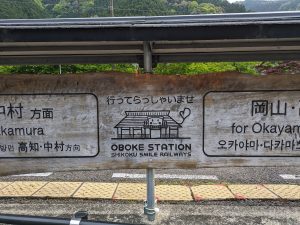 中村 方面
kamura
高知·中村方向
行ってらっしゃいませ
OBOKE STATION
SHIKOKU SMILE RAILWAYS
岡山·
for Okayam
오카야마·다카마